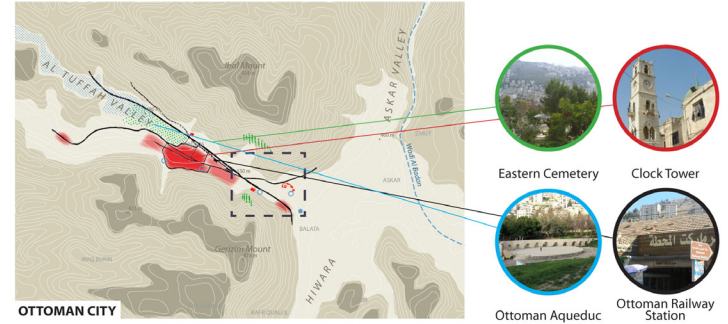 Ibal Mount
AL TUFFAH VALLEY
ASKAR VALLEY
Wadi Al Badan
ASKAR
BALATA
Gerizim Mount
HIWARA
OTTOMAN CITY
Eastern Cemetery
Clock Tower
Ottoman Aqueduc
Ottoman Railway
Station